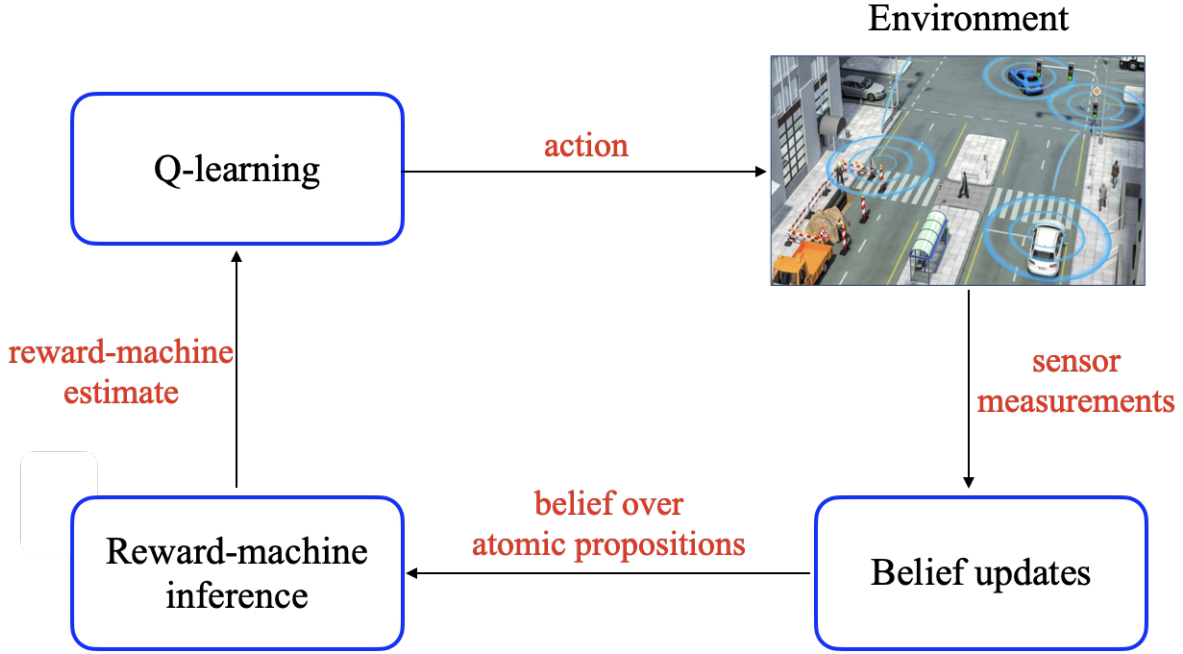 Environment
Q-learning
action
reward-machine
estimate
sensor
measurements
belief over
atomic propositions
Reward-machine
inference
Belief updates